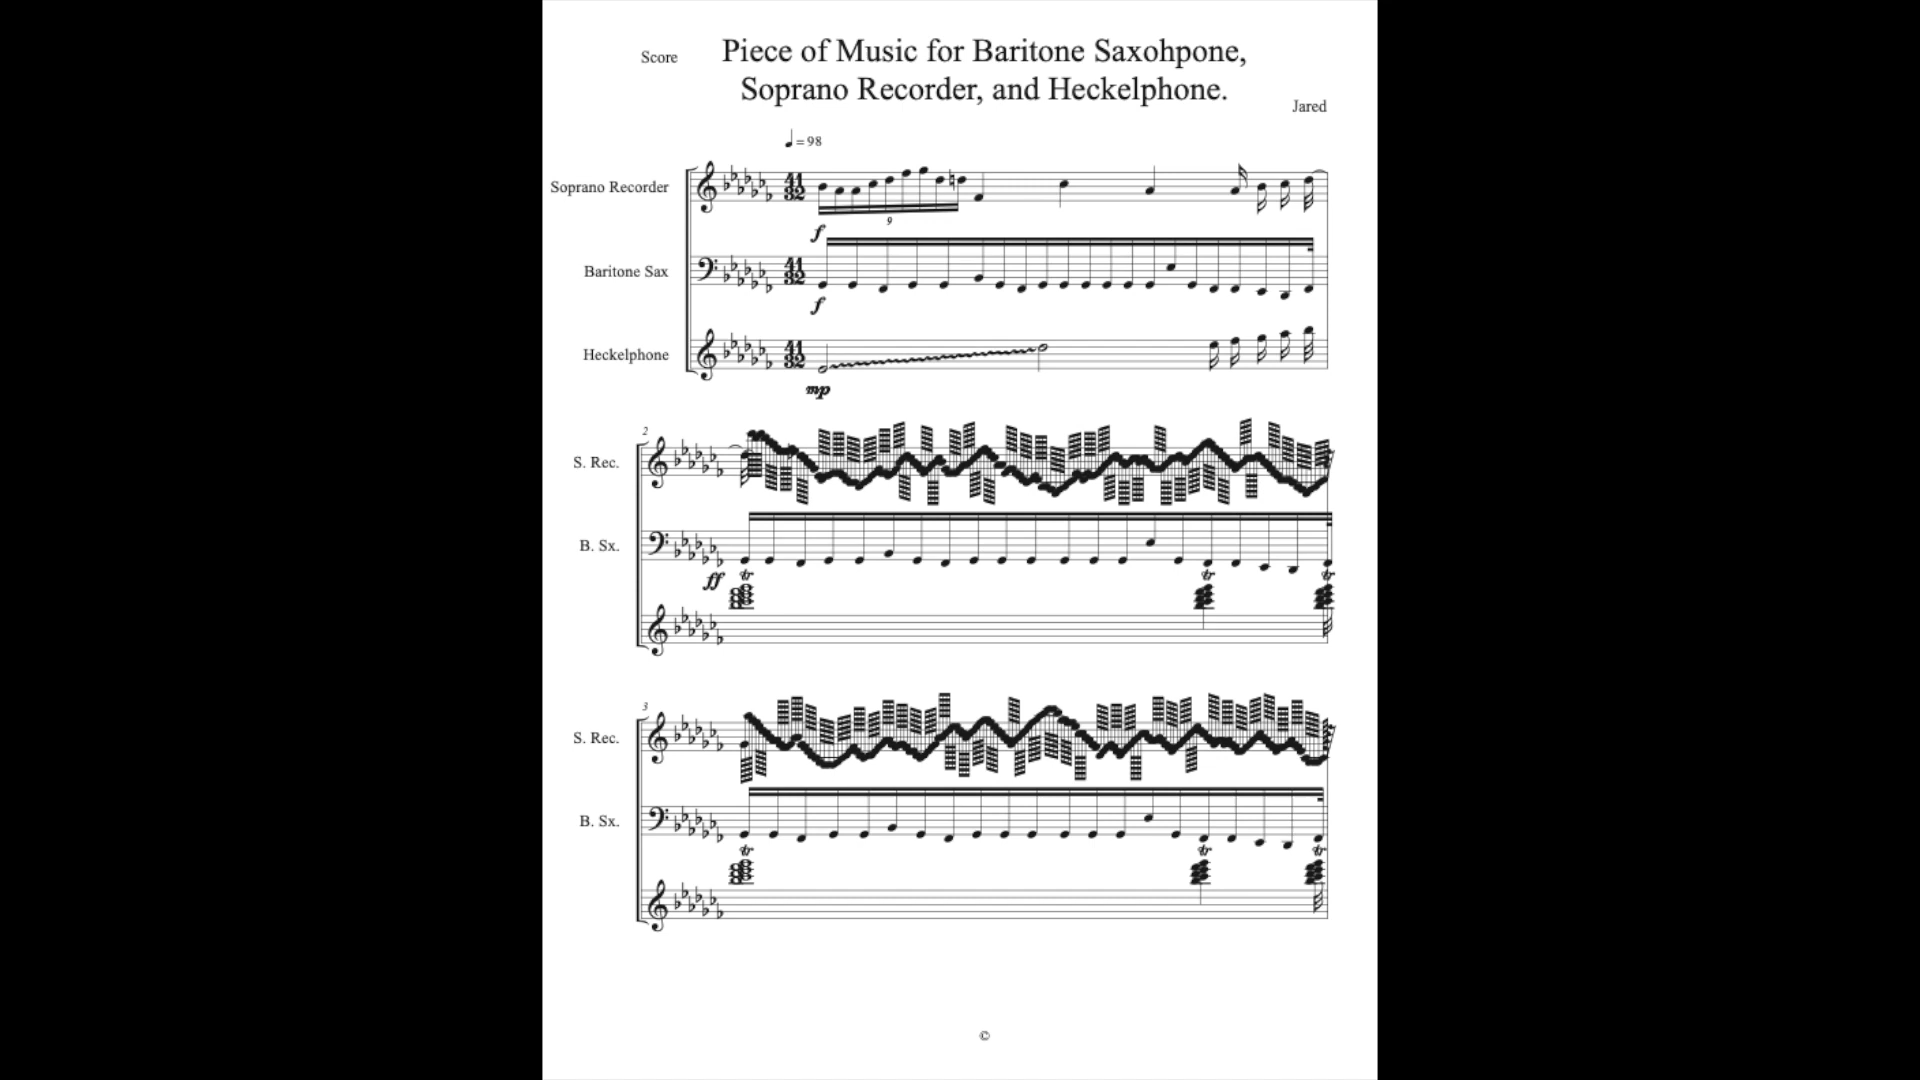 Score
Piece of Music for Baritone Saxohpone,
Soprano Recorder, and Heckelphone.
Jared
♩ = 98
Soprano Recorder
41
32
9
f
Baritone Sax
41
32
f
Heckelphone
41
32
mp
2
S. Rec.
B. Sx.
ff
tr
tr
tr
3
S. Rec.
B. Sx.
tr
tr
tr
©